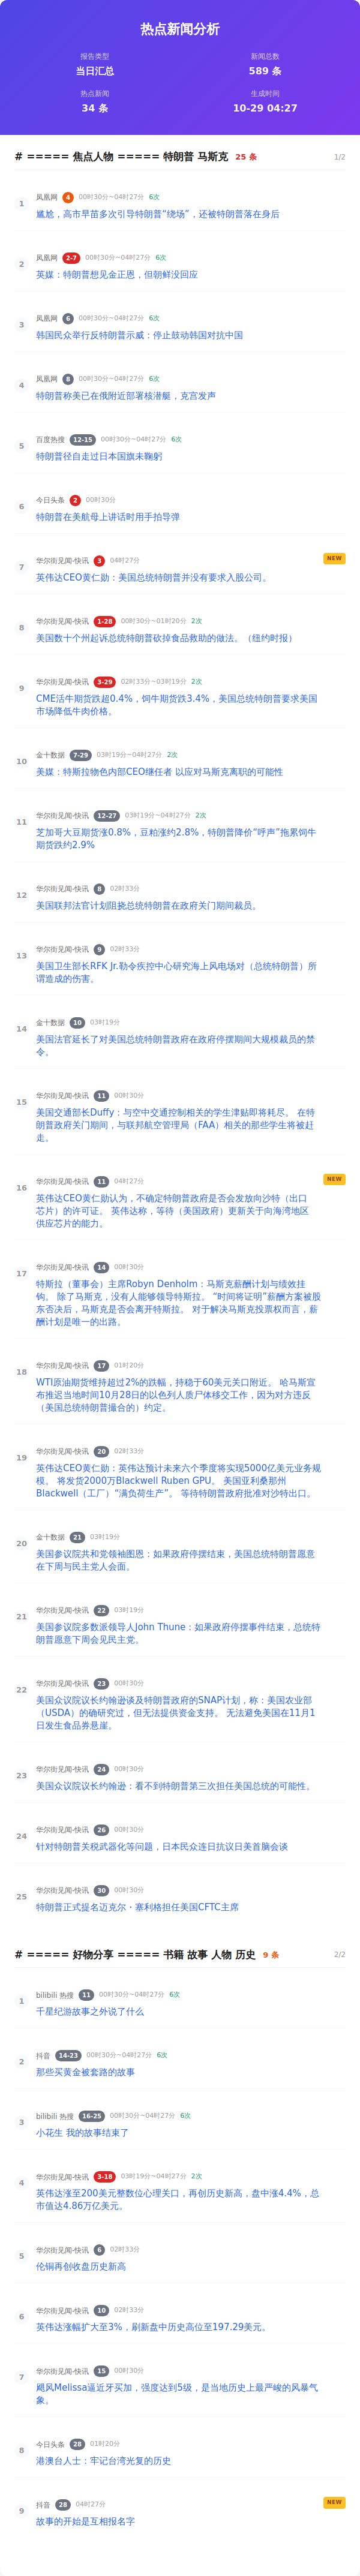 热点新闻分析
报告类型
当日汇总
新闻总数
589 条
热点新闻
34 条
生成时间
10-29 04:27
# ===== 焦点人物 ===== 特朗普 马斯克 25 条 1/2
1
凤凰网 4 00时30分~04时27分 6次
尴尬，高市早苗多次引导特朗普“绕场”，还被特朗普落在身后
2
凤凰网 2-7 00时30分~04时27分 6次
英媒：特朗普想见金正恩，但朝鲜没回应
3
凤凰网 6 00时30分~04时27分 6次
韩国民众举行反特朗普示威：停止鼓动韩国对抗中国
4
凤凰网 8 00时30分~04时27分 6次
特朗普称美已在俄附近部署核潜艇，克宫发声
5
百度热搜 12-15 00时30分~04时27分 6次
特朗普径自走过日本国旗未鞠躬
6
今日头条 2 00时30分
特朗普在美航母上讲话时用手拍导弹
7
华尔街见闻-快讯 3 04时27分 NEW
英伟达CEO黄仁勋：美国总统特朗普并没有要求入股公司。
8
华尔街见闻-快讯 1-28 00时30分~01时20分 2次
美国数十个州起诉总统特朗普砍掉食品救助的做法。（纽约时报）
9
华尔街见闻-快讯 3-29 02时33分~03时19分 2次
CME活牛期货跌超0.4%，饲牛期货跌3.4%，美国总统特朗普要求美国
市场降低牛肉价格。
10
金十数据 7-29 03时19分~04时27分 2次
美媒：特斯拉物色内部CEO继任者 以应对马斯克离职的可能性
11
华尔街见闻-快讯 12-27 03时19分~04时27分 2次
芝加哥大豆期货涨0.8%，豆粕涨约2.8%，特朗普降价“呼声”拖累饲牛
期货跌约2.9%
12
华尔街见闻-快讯 8 02时33分
美国联邦法官计划阻挠总统特朗普在政府关门期间裁员。
13
华尔街见闻-快讯 9 02时33分
美国卫生部长RFK Jr.勒令疾控中心研究海上风电场对（总统特朗普）所
谓造成的伤害。
14
金十数据 10 03时19分
美国法官延长了对美国总统特朗普政府在政府停摆期间大规模裁员的禁
令。
15
华尔街见闻-快讯 11 00时30分
美国交通部长Duffy：与空中交通控制相关的学生津贴即将耗尽。 在特
朗普政府关门期间，与联邦航空管理局（FAA）相关的那些学生将被赶
走。
16
华尔街见闻-快讯 11 04时27分 NEW
英伟达CEO黄仁勋认为，不确定特朗普政府是否会发放向沙特（出口
芯片）的许可证。 英伟达称，等待（美国政府）更新关于向海湾地区
供应芯片的能力。
17
华尔街见闻-快讯 14 00时30分
特斯拉（董事会）主席Robyn Denholm：马斯克薪酬计划与绩效挂
钩。 除了马斯克，没有人能够领导特斯拉。 “时间将证明”薪酬方案被股
东否决后，马斯克是否会离开特斯拉。 对于解决马斯克投票权而言，薪
酬计划是唯一的出路。
18
华尔街见闻-快讯 17 01时20分
WTI原油期货维持超过2%的跌幅，持稳于60美元关口附近。 哈马斯宣
布推迟当地时间10月28日的以色列人质尸体移交工作，因为对方违反
（美国总统特朗普撮合的）约定。
19
华尔街见闻-快讯 20 02时33分
英伟达CEO黄仁勋：英伟达预计未来六个季度将实现5000亿美元业务规
模。 将发货2000万Blackwell Ruben GPU。 美国亚利桑那州
Blackwell（工厂）“满负荷生产”。 等待特朗普政府批准对沙特出口。
20
金十数据 21 03时19分
美国参议院共和党领袖图恩：如果政府停摆结束，美国总统特朗普愿意
在下周与民主党人会面。
21
华尔街见闻-快讯 22 03时19分
美国参议院多数派领导人John Thune：如果政府停摆事件结束，总统特
朗普愿意下周会见民主党。
22
华尔街见闻-快讯 23 00时30分
美国众议院议长约翰逊谈及特朗普政府的SNAP计划，称：美国农业部
（USDA）的确研究过，但无法提供资金支持。 无法避免美国在11月1
日发生食品券悬崖。
23
华尔街见闻-快讯 24 00时30分
美国众议院议长约翰逊：看不到特朗普第三次担任美国总统的可能性。
24
华尔街见闻-快讯 26 00时30分
针对特朗普关税武器化等问题，日本民众连日抗议日美首脑会谈
25
华尔街见闻-快讯 30 00时30分
特朗普正式提名迈克尔·塞利格担任美国CFTC主席
# ===== 好物分享 ===== 书籍 故事 人物 历史 9 条 2/2
1
bilibili 热搜 11 00时30分~04时27分 6次
千星纪游故事之外说了什么
2
抖音 14-23 00时30分~04时27分 6次
那些买黄金被套路的故事
3
bilibili 热搜 16-25 00时30分~04时27分 6次
小花生 我的故事结束了
4
华尔街见闻-快讯 3-18 03时19分~04时27分 2次
英伟达涨至200美元整数位心理关口，再创历史新高，盘中涨4.4%，总
市值达4.86万亿美元。
5
华尔街见闻-快讯 6 02时33分
伦铜再创收盘历史新高
6
华尔街见闻-快讯 10 02时33分
英伟达涨幅扩大至3%，刷新盘中历史高位至197.29美元。
7
华尔街见闻-快讯 15 00时30分
飓风Melissa逼近牙买加，强度达到5级，是当地历史上最严峻的风暴气
象。
8
今日头条 28 01时20分
港澳台人士：牢记台湾光复的历史
9
抖音 28 04时27分 NEW
故事的开始是互相报名字